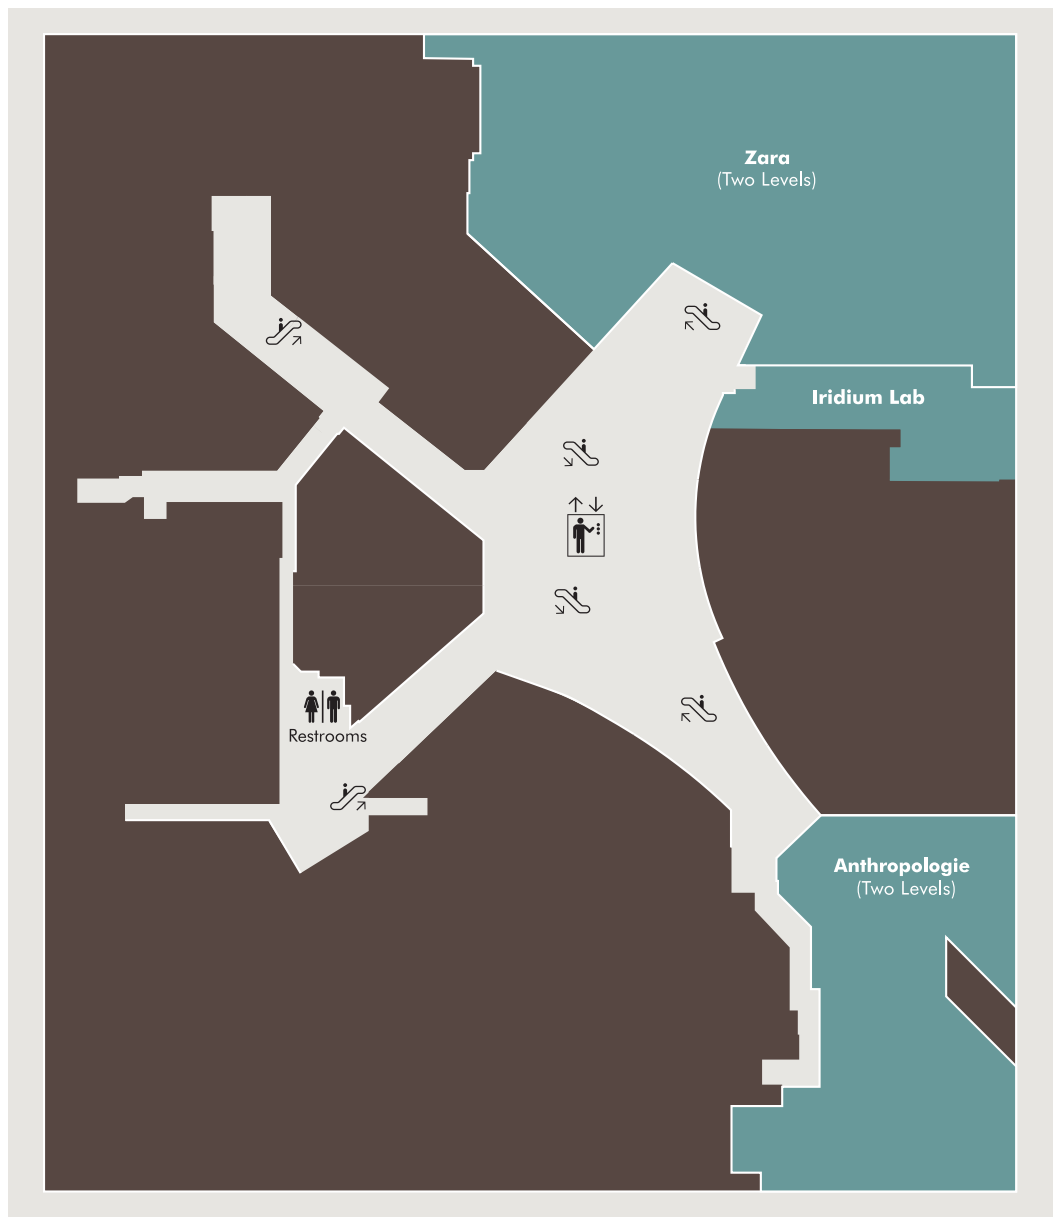 Zara
(Two Levels)
Iridium Lab
Restrooms
Anthropologie
(Two Levels)